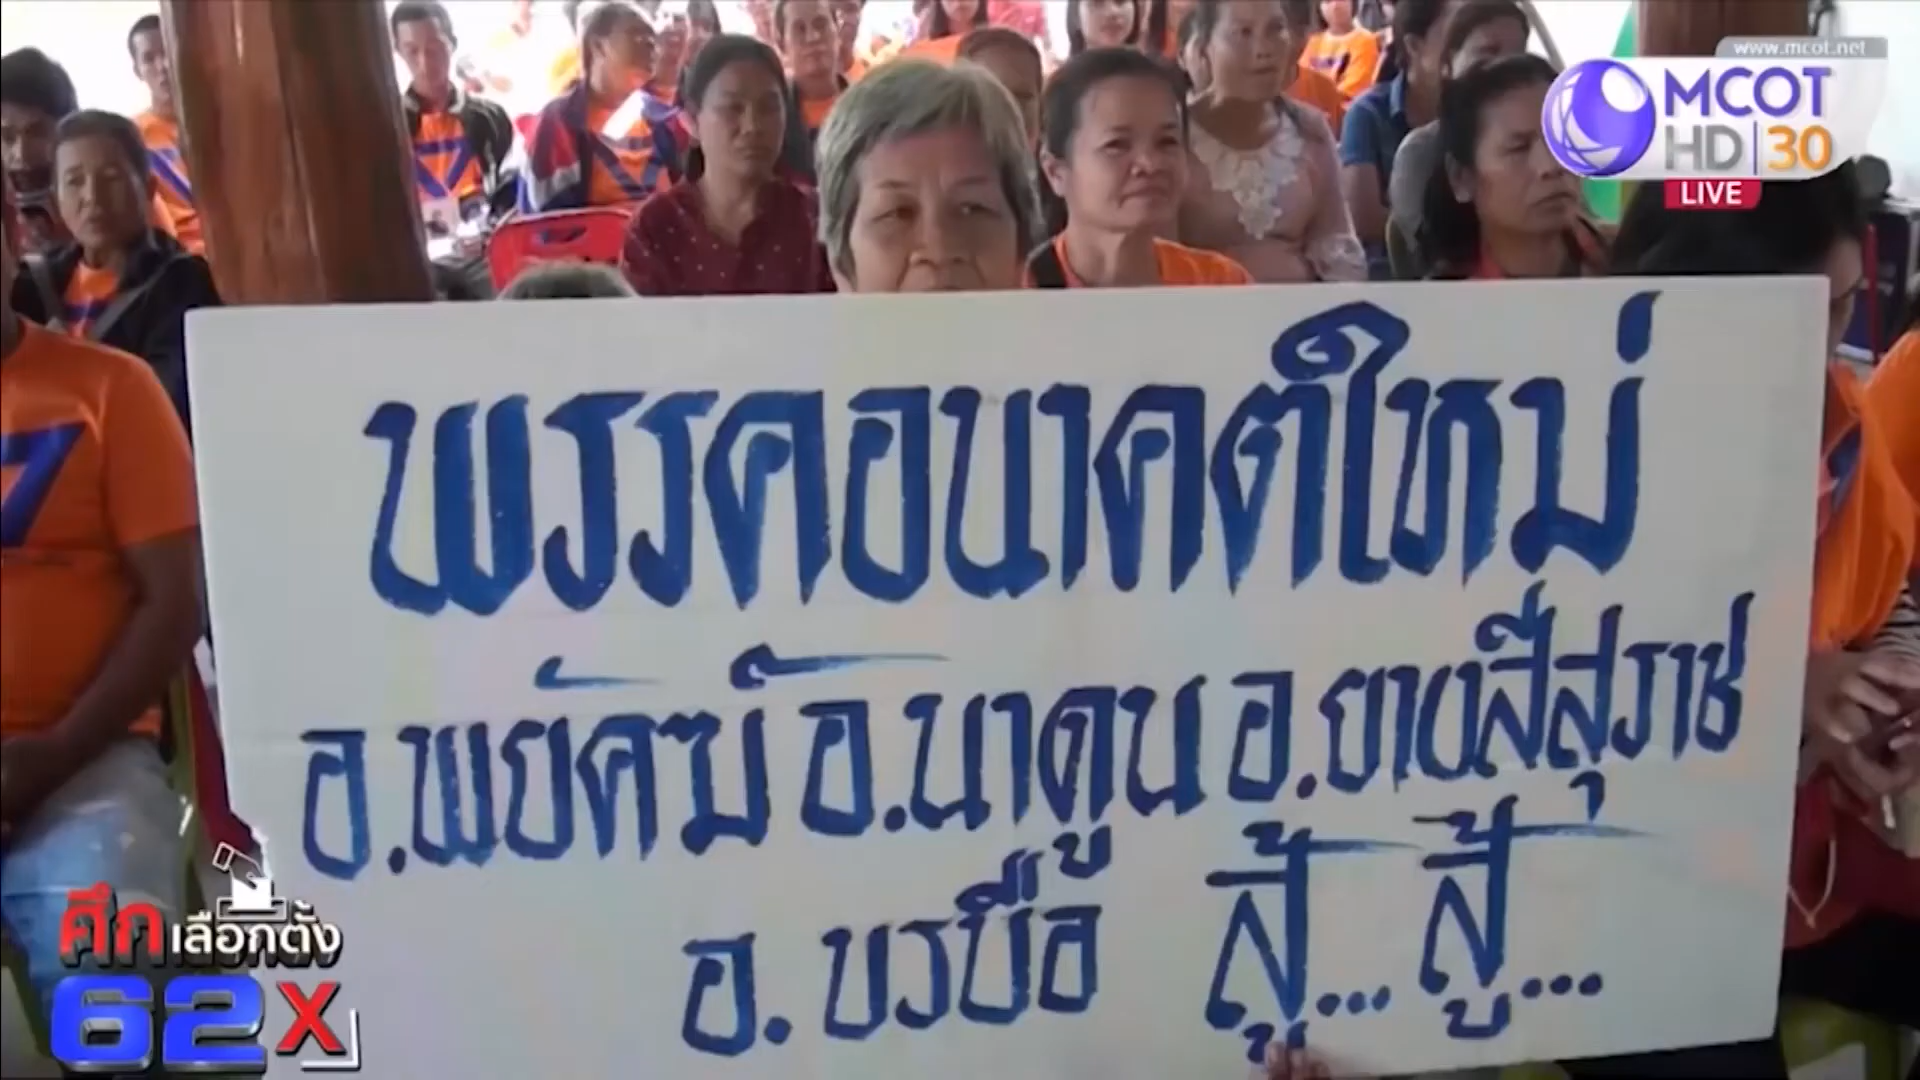 www.mcot.net
MCOT
HD 30
LIVE
พรรคอนาคตใหม่
อ.พยัคฆ์ อ.นาดูน อ.ยางสีสุราช
อ.บรบือ สู้... สู้...
ศึกเลือกตั้ง
62X